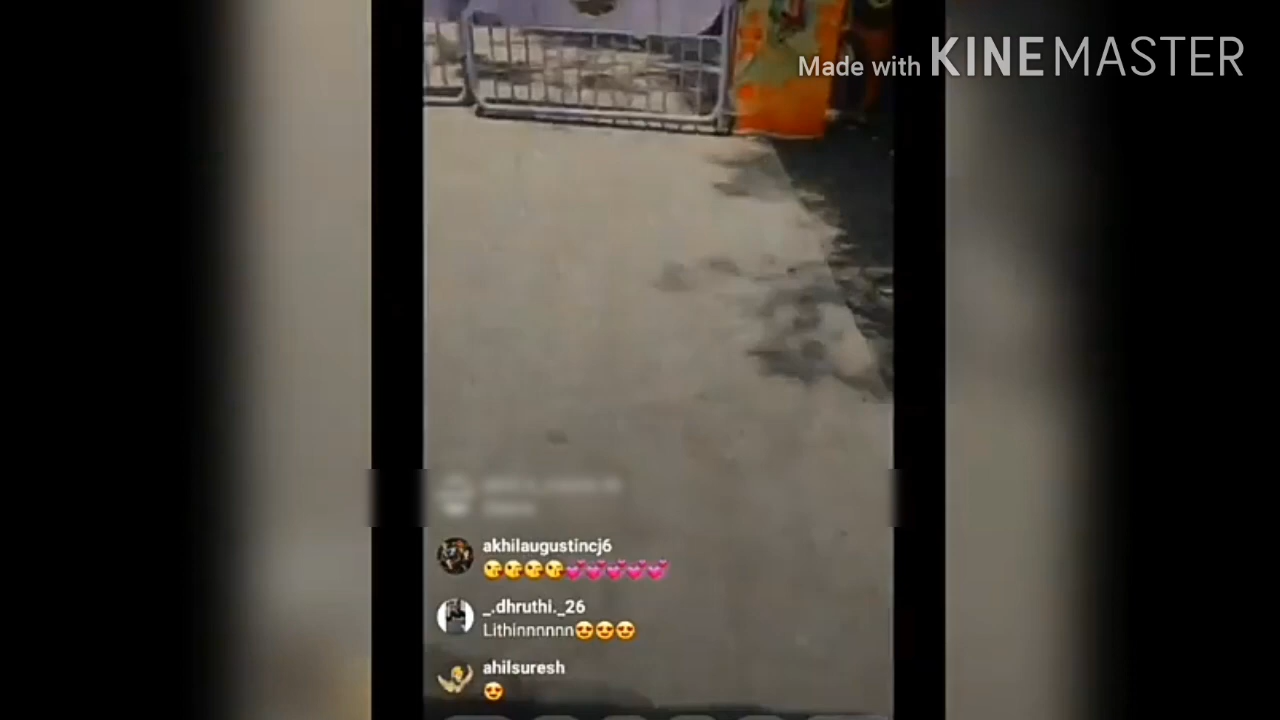 Made with KINEMASTER
akhilaugustincj6
😘😘😘😘💞💞💞💞💞
_.dhruthi._26
Lithinnnnnn😍😍😍
ahilsuresh
😍